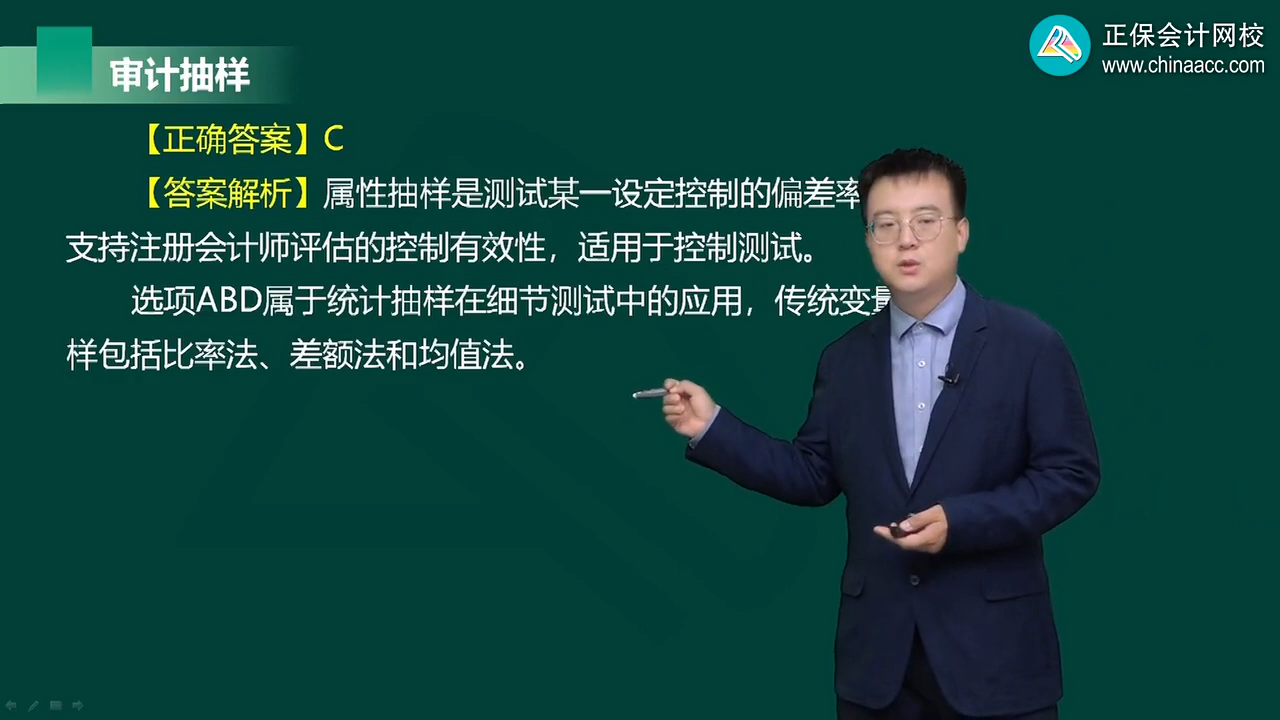 正保会计网校
www.chinaacc.com
审计抽样
【正确答案】C
【答案解析】属性抽样是测试某一设定控制的偏差率
支持注册会计师评估的控制有效性，适用于控制测试。
选项ABD属于统计抽样在细节测试中的应用，传统变量
样包括比率法、差额法和均值法。